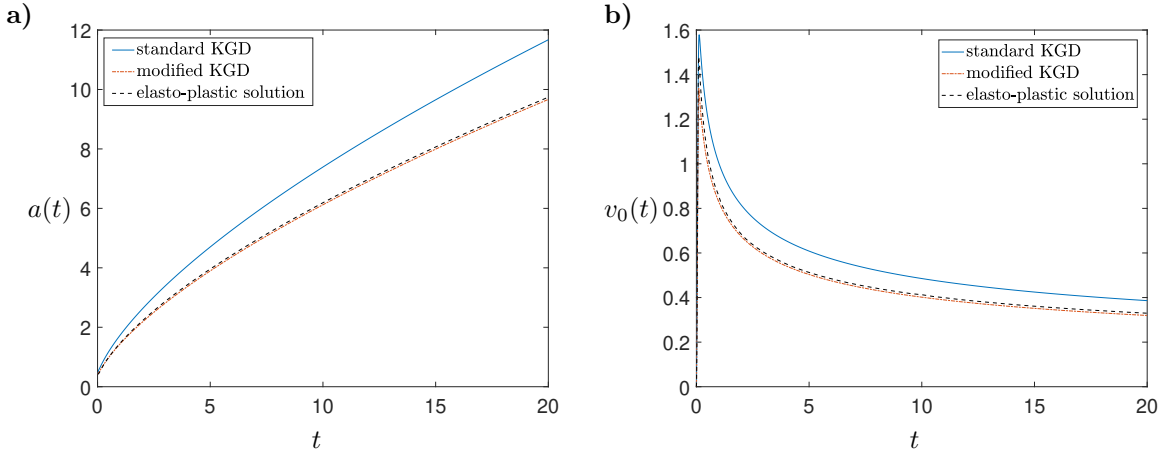 a)
12
10
8
6
4
2
0
a(t)
standard KGD
modified KGD
elasto-plastic solution
0 5 10 15 20
t
b)
1.6
1.4
1.2
1
0.8
0.6
0.4
0.2
0
v₀(t)
standard KGD
modified KGD
elasto-plastic solution
0 5 10 15 20
t